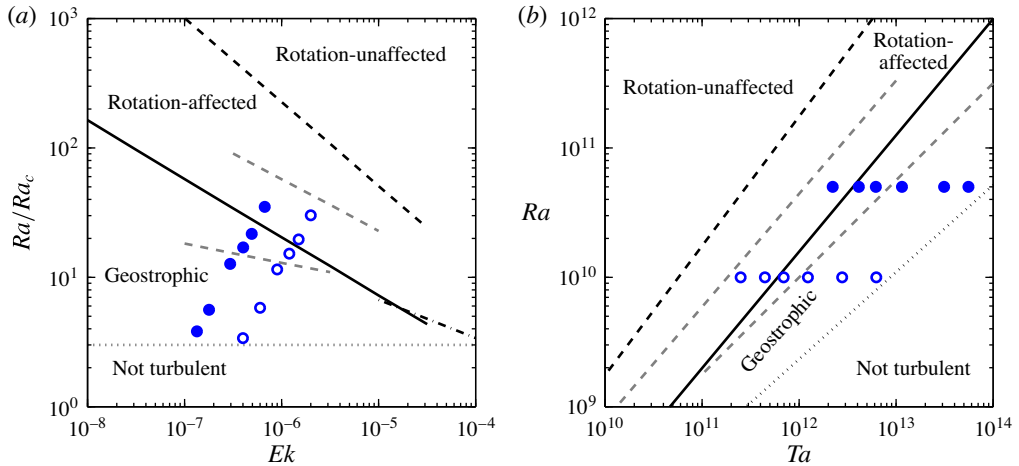 (a)
10^3
10^2
10^1
10^0
Ra/Ra_c
Rotation-unaffected
Rotation-affected
Geostrophic
Not turbulent
10^-8 10^-7 10^-6 10^-5 10^-4
Ek
(b)
10^12
10^11
10^10
10^9
Ra
Rotation-
affected
Rotation-unaffected
Geostrophic
Not turbulent
10^10 10^11 10^12 10^13 10^14
Ta